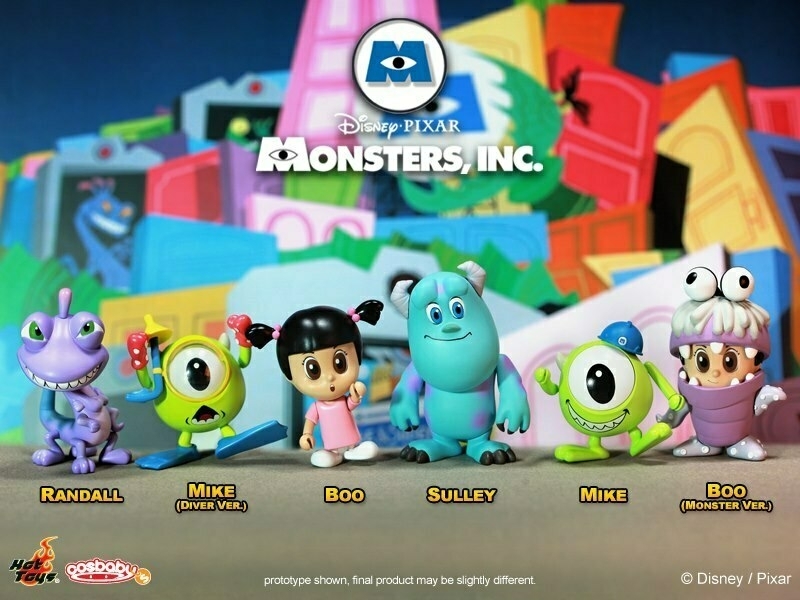 M
Disney·PIXAR
MONSTERS, INC.
RANDALL
MIKE
(DIVER VER.)
BOO
SULLEY
MIKE
BOO
(MONSTER VER.)
Hot Toys
cosbaby
prototype shown, final product may be slightly different.
© Disney / Pixar